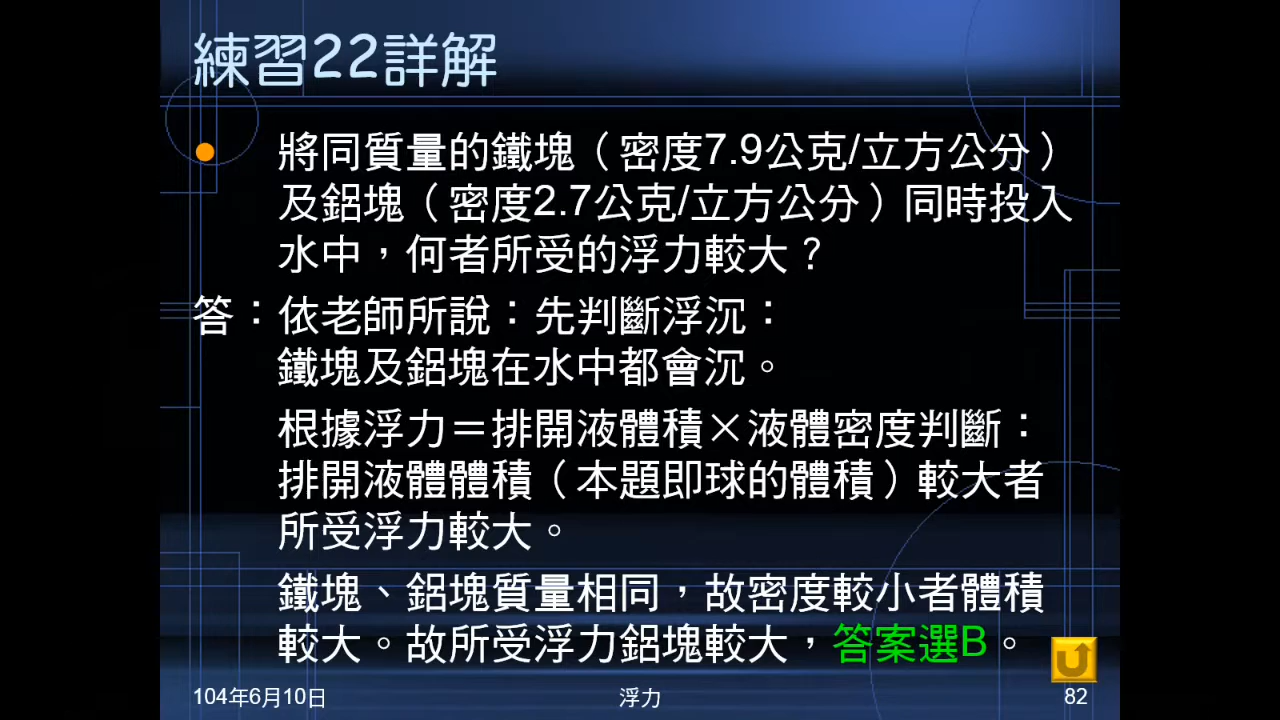 練習22詳解
將同質量的鐵塊（密度7.9公克/立方公分）
及鋁塊（密度2.7公克/立方公分）同時投入
水中，何者所受的浮力較大？
答：依老師所說：先判斷浮沉：
鐵塊及鋁塊在水中都會沉。
根據浮力＝排開液體積×液體密度判斷：
排開液體體積（本題即球的體積）較大者
所受浮力較大。
鐵塊、鋁塊質量相同，故密度較小者體積
較大。故所受浮力鋁塊較大，答案選B。
104年6月10日
浮力
82